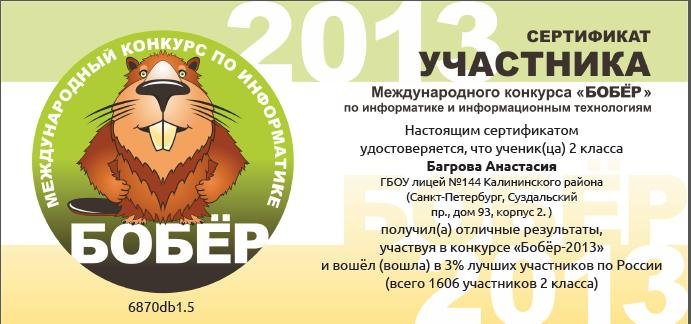 2013
МЕЖДУНАРОДНЫЙ КОНКУРС ПО ИНФОРМАТИКЕ
БОБЁР
6870db1.5
СЕРТИФИКАТ
УЧАСТНИКА
Международного конкурса «БОБЁР»
по информатике и информационным технологиям
Настоящим сертификатом
удостоверяется, что ученик(ца) 2 класса
Багрова Анастасия
ГБОУ лицей №144 Калининского района
(Санкт-Петербург, Суздальский
пр., дом 93, корпус 2. )
получил(а) отличные результаты,
участвуя в конкурсе «Бобёр-2013»
и вошёл (вошла) в 3% лучших участников по России
(всего 1606 участников 2 класса)
БОБЁР
2013